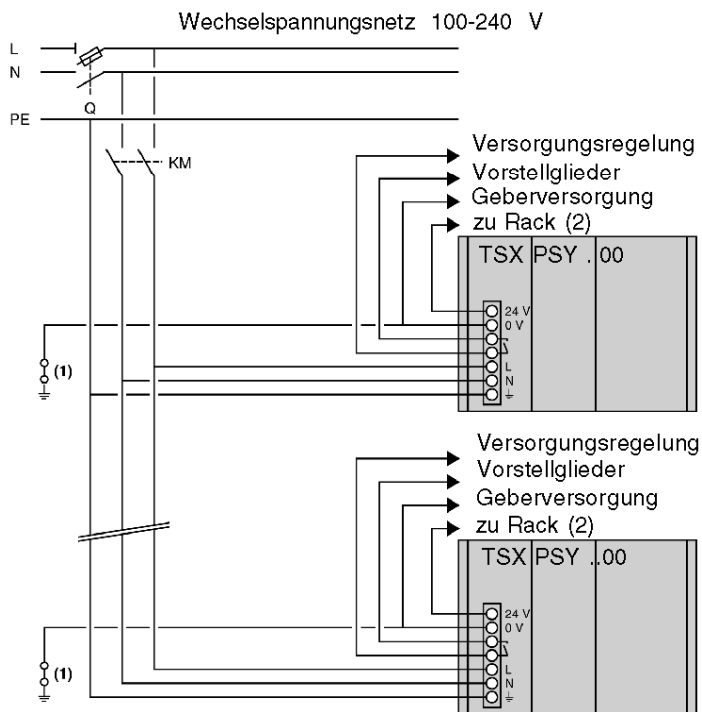 Wechselspannungsnetz 100-240 V
L
N
Q
PE
KM
Versorgungsregelung
Vorstellglieder
Geberversorgung
zu Rack (2)
TSX PSY . 00
24 V
0 V
(1)
L
N
Versorgungsregelung
Vorstellglieder
Geberversorgung
zu Rack (2)
TSX PSY ..00
24 V
0 V
(1)
L
N